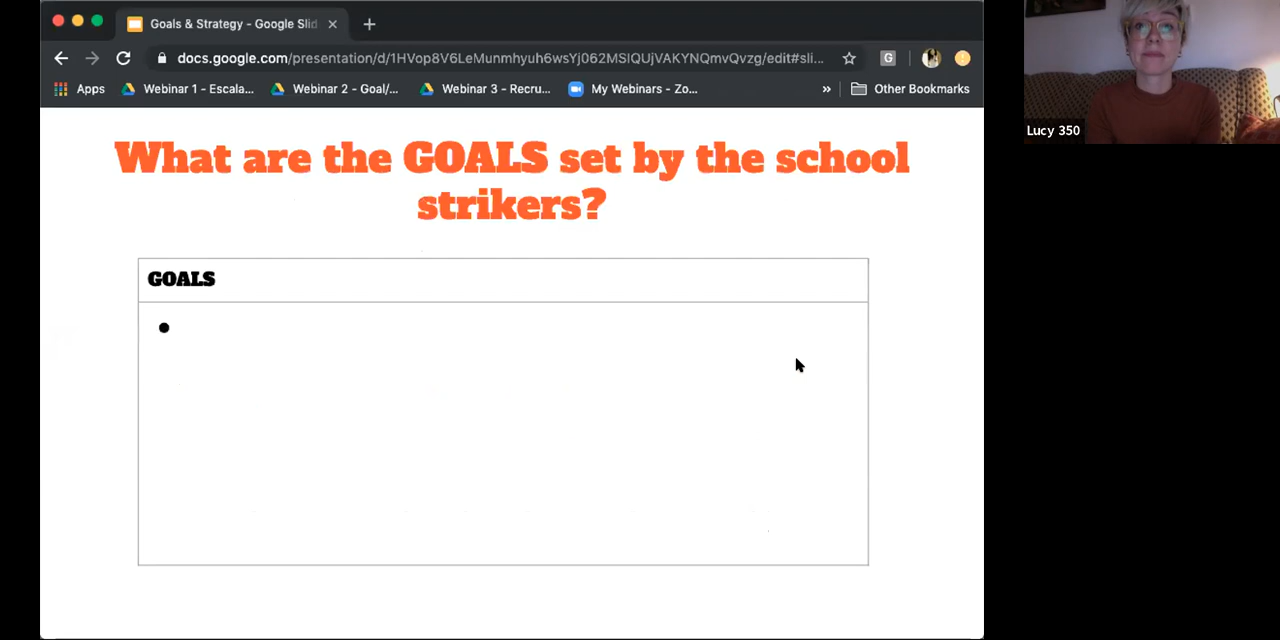 Goals & Strategy - Google Slid
docs.google.com/presentation/d/1HVop8V6LeMunmhyuh6wsYj062MSlQUjVAKYNQmvQvzg/edit#sli...
G
Apps
Webinar 1 - Escala...
Webinar 2 - Goal/...
Webinar 3 - Recru...
My Webinars - Zo...
»
Other Bookmarks
Lucy 350
What are the GOALS set by the school
strikers?
GOALS